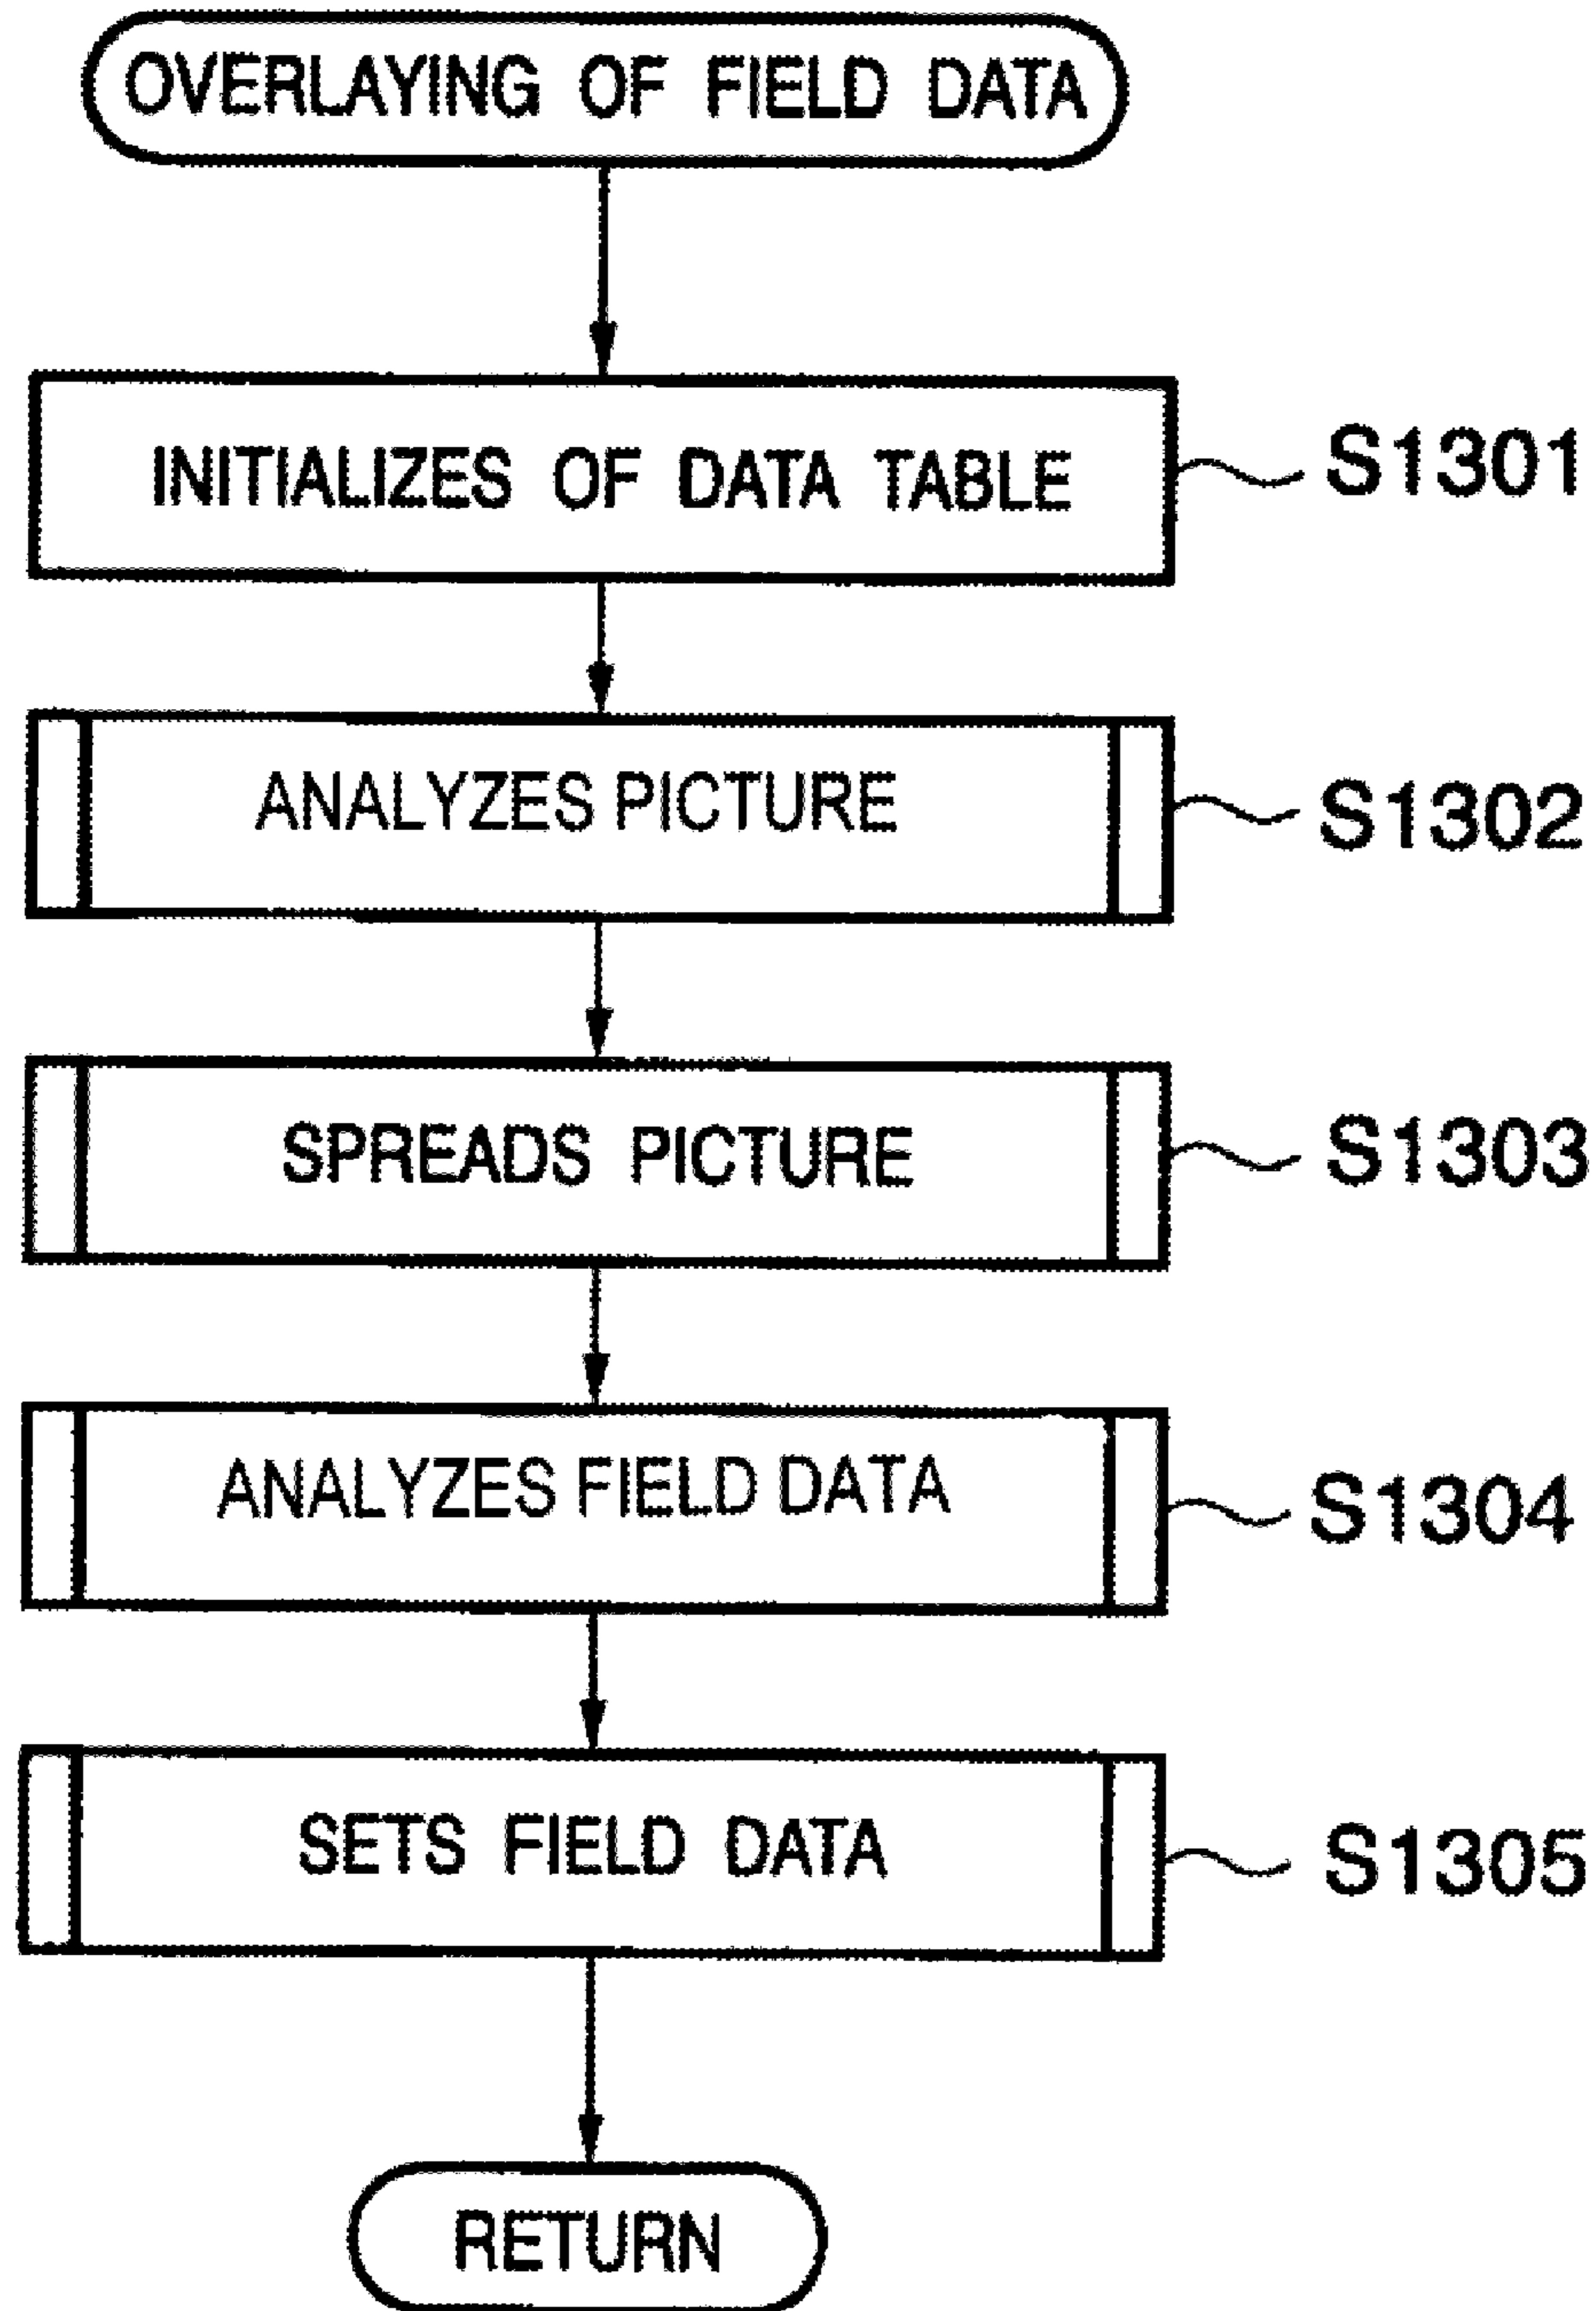 OVERLAYING OF FIELD DATA
INITIALIZES OF DATA TABLE S1301
ANALYZES PICTURE S1302
SPREADS PICTURE S1303
ANALYZES FIELD DATA S1304
SETS FIELD DATA S1305
RETURN